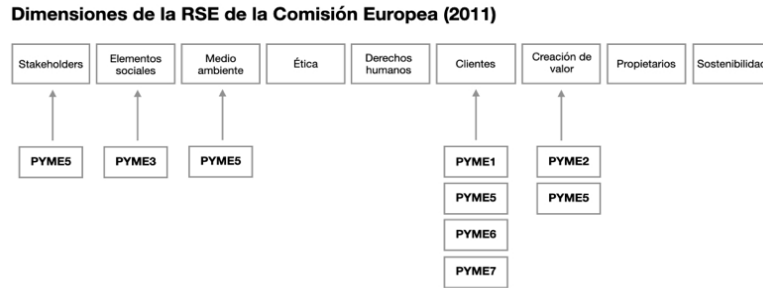 Dimensiones de la RSE de la Comisión Europea (2011)
Stakeholders
Elementos
sociales
Medio
ambiente
Ética
Derechos
humanos
Clientes
Creación de
valor
Propietarios
Sostenibilidad
PYME5
PYME3
PYME5
PYME1
PYME2
PYME5
PYME5
PYME6
PYME7